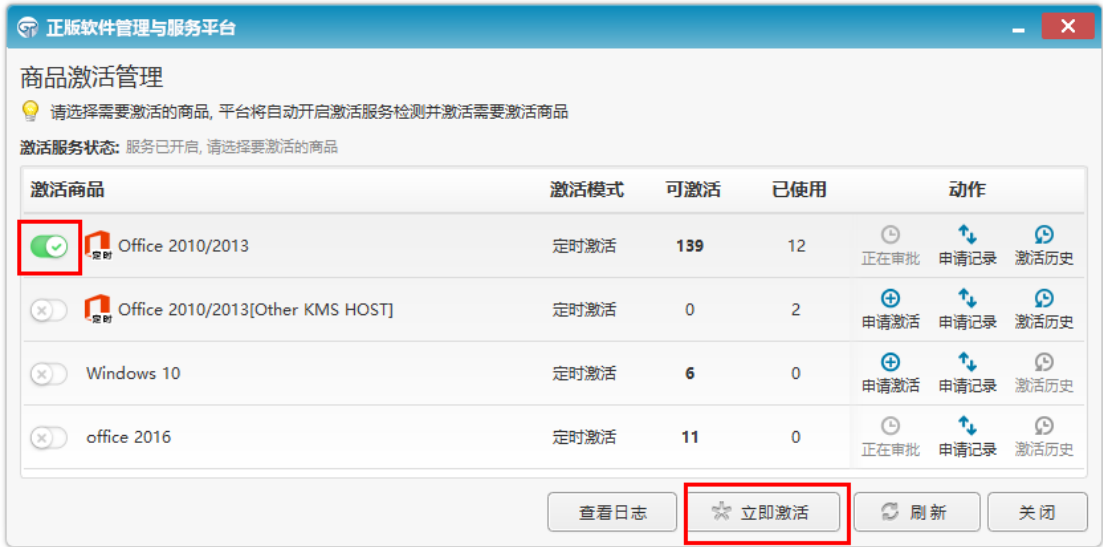 正版软件管理与服务平台
商品激活管理
请选择需要激活的商品, 平台将自动开启激活服务检测并激活需要激活商品
激活服务状态: 服务已开启, 请选择要激活的商品
激活商品 激活模式 可激活 已使用 动作
定时 Office 2010/2013 定时激活 139 12 正在审批 申请记录 激活历史
定时 Office 2010/2013[Other KMS HOST] 定时激活 0 2 申请激活 申请记录 激活历史
Windows 10 定时激活 6 0 申请激活 申请记录 激活历史
office 2016 定时激活 11 0 正在审批 申请记录 激活历史
查看日志 立即激活 刷新 关闭